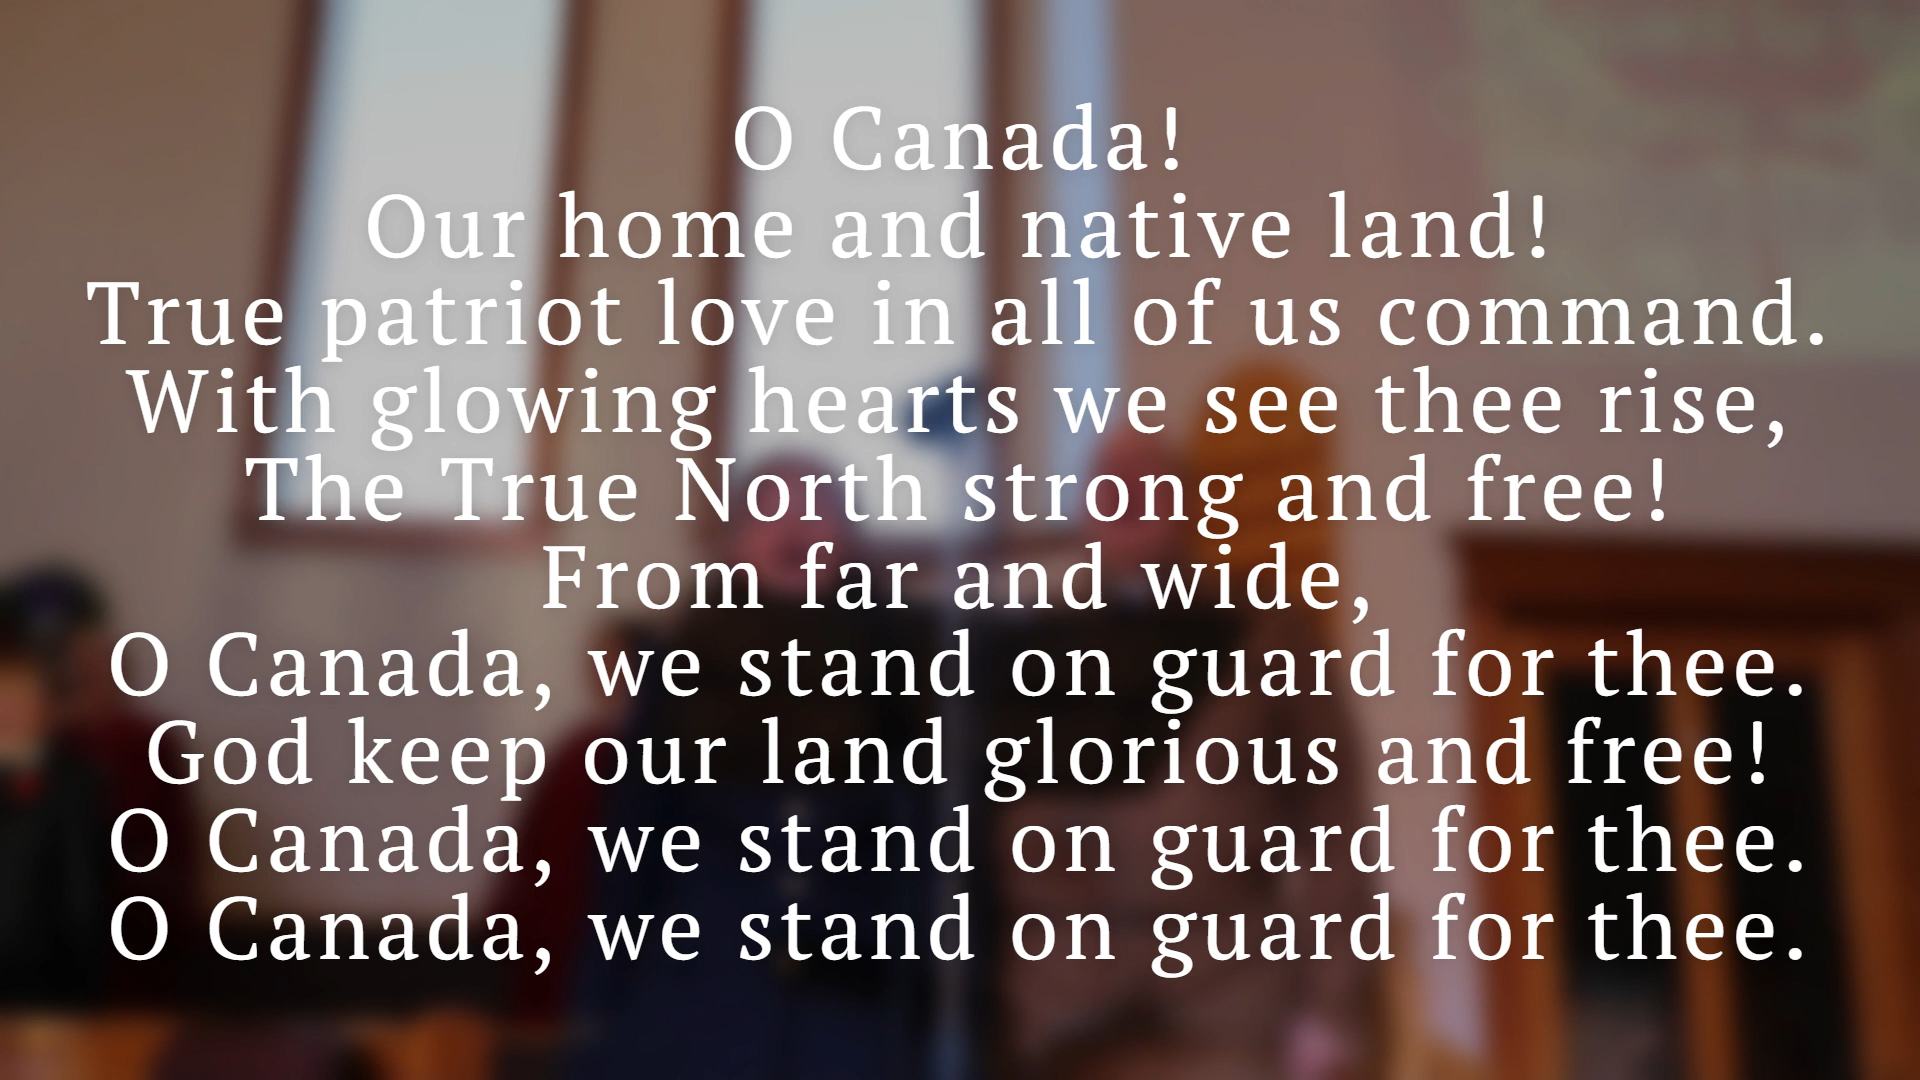 O Canada!
Our home and native land!
True patriot love in all of us command.
With glowing hearts we see thee rise,
The True North strong and free!
From far and wide,
O Canada, we stand on guard for thee.
God keep our land glorious and free!
O Canada, we stand on guard for thee.
O Canada, we stand on guard for thee.